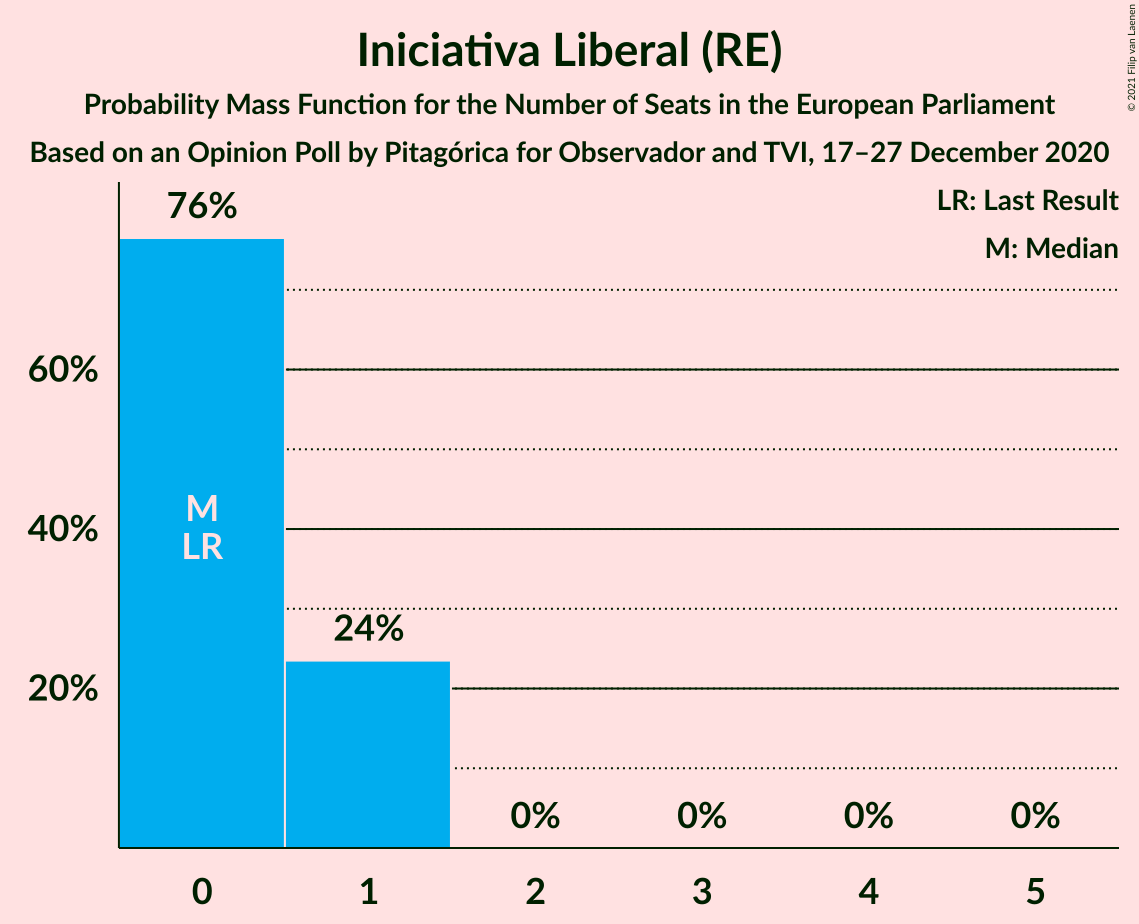 Iniciativa Liberal (RE)
Probability Mass Function for the Number of Seats in the European Parliament
Based on an Opinion Poll by Pitagórica for Observador and TVI, 17–27 December 2020
© 2021 Filip van Laenen
LR: Last Result
M: Median
76%
60%
M
40%
LR
24%
20%
0%
0%
0%
0%
0
1
2
3
4
5